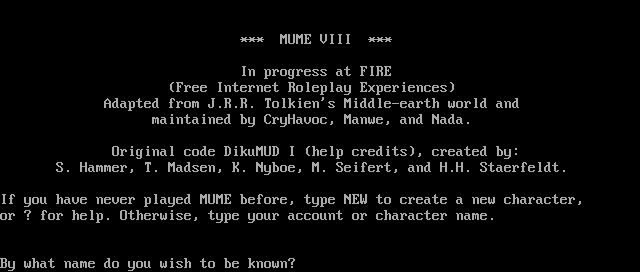 *** MUME VIII ***
In progress at FIRE
(Free Internet Roleplay Experiences)
Adapted from J.R.R. Tolkien's Middle-earth world and
maintained by CryHavoc, Manwe, and Nada.
Original code DikuMUD I (help credits), created by:
S. Hammer, T. Madsen, K. Nyboe, M. Seifert, and H.H. Staerfeldt.
If you have never played MUME before, type NEW to create a new character,
or ? for help. Otherwise, type your account or character name.
By what name do you wish to be known?